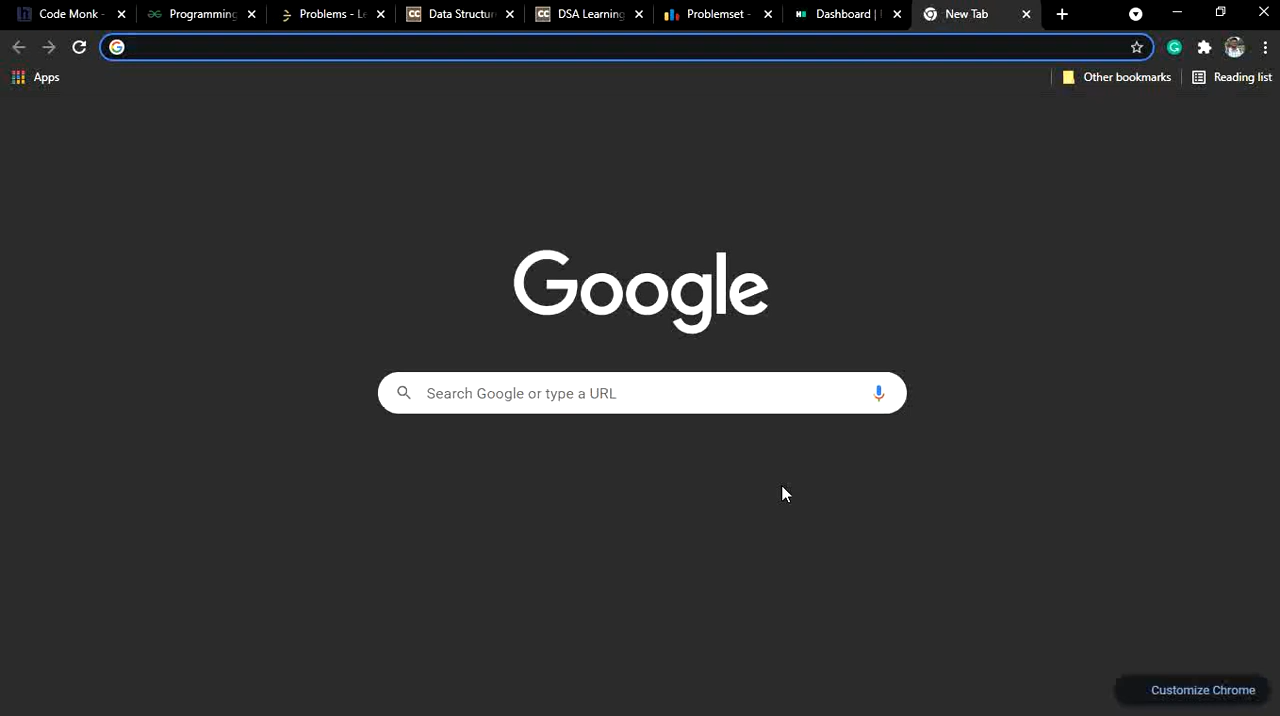 Code Monk - Programming Problems - Le Data Structur DSA Learning Problemset - Dashboard | New Tab
Apps Other bookmarks Reading list
Google
Search Google or type a URL
Customize Chrome